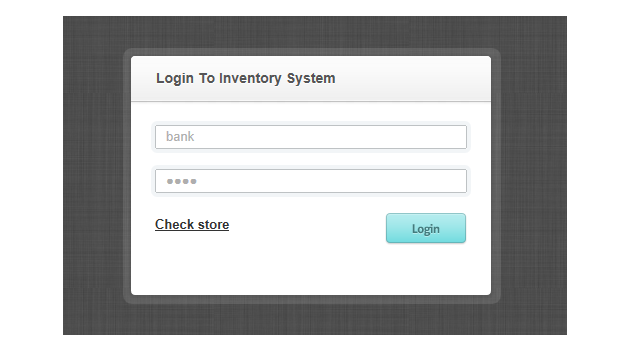 Login To Inventory System
bank
••••
Check store
Login